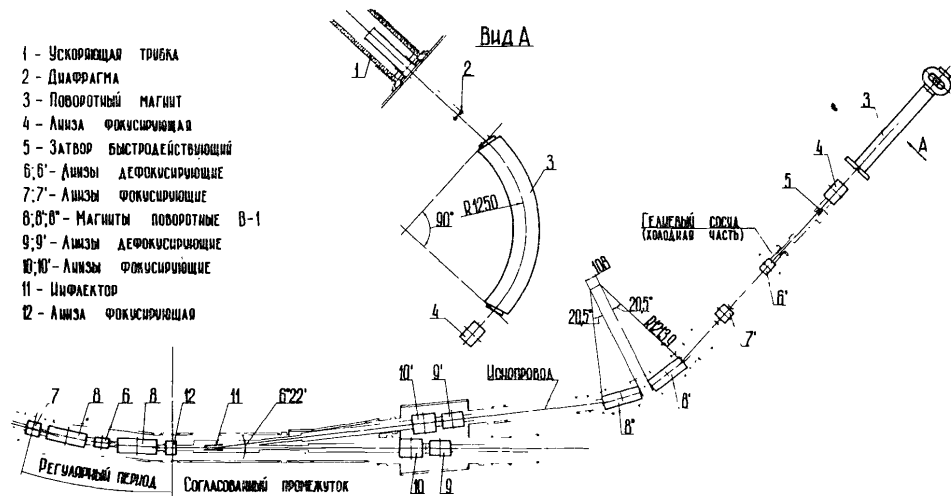 Вид А
1 - Ускоряющая трубка
2 - Диафрагма
3 - Поворотный магнит
4 - Линза фокусирующая
5 - Затвор быстродействующий
6;6' - Линзы дефокусирующие
7;7' - Линзы фокусирующие
8;8';8" - Магниты поворотные В-1
9;9' - Линзы дефокусирующие
10;10' - Линзы фокусирующие
11 - Инфлектор
12 - Линза фокусирующая
1
2
3
R1250
90°
4
3
А
4
5
Гелиевый сосуд
(холодная часть)
6'
7'
108
20,5°
20,5°
R1213,0
8'
8"
Ионопровод
10'
9'
6°22'
7
8
6
8
12
11
10
9
Регулярный период
Согласованный промежуток